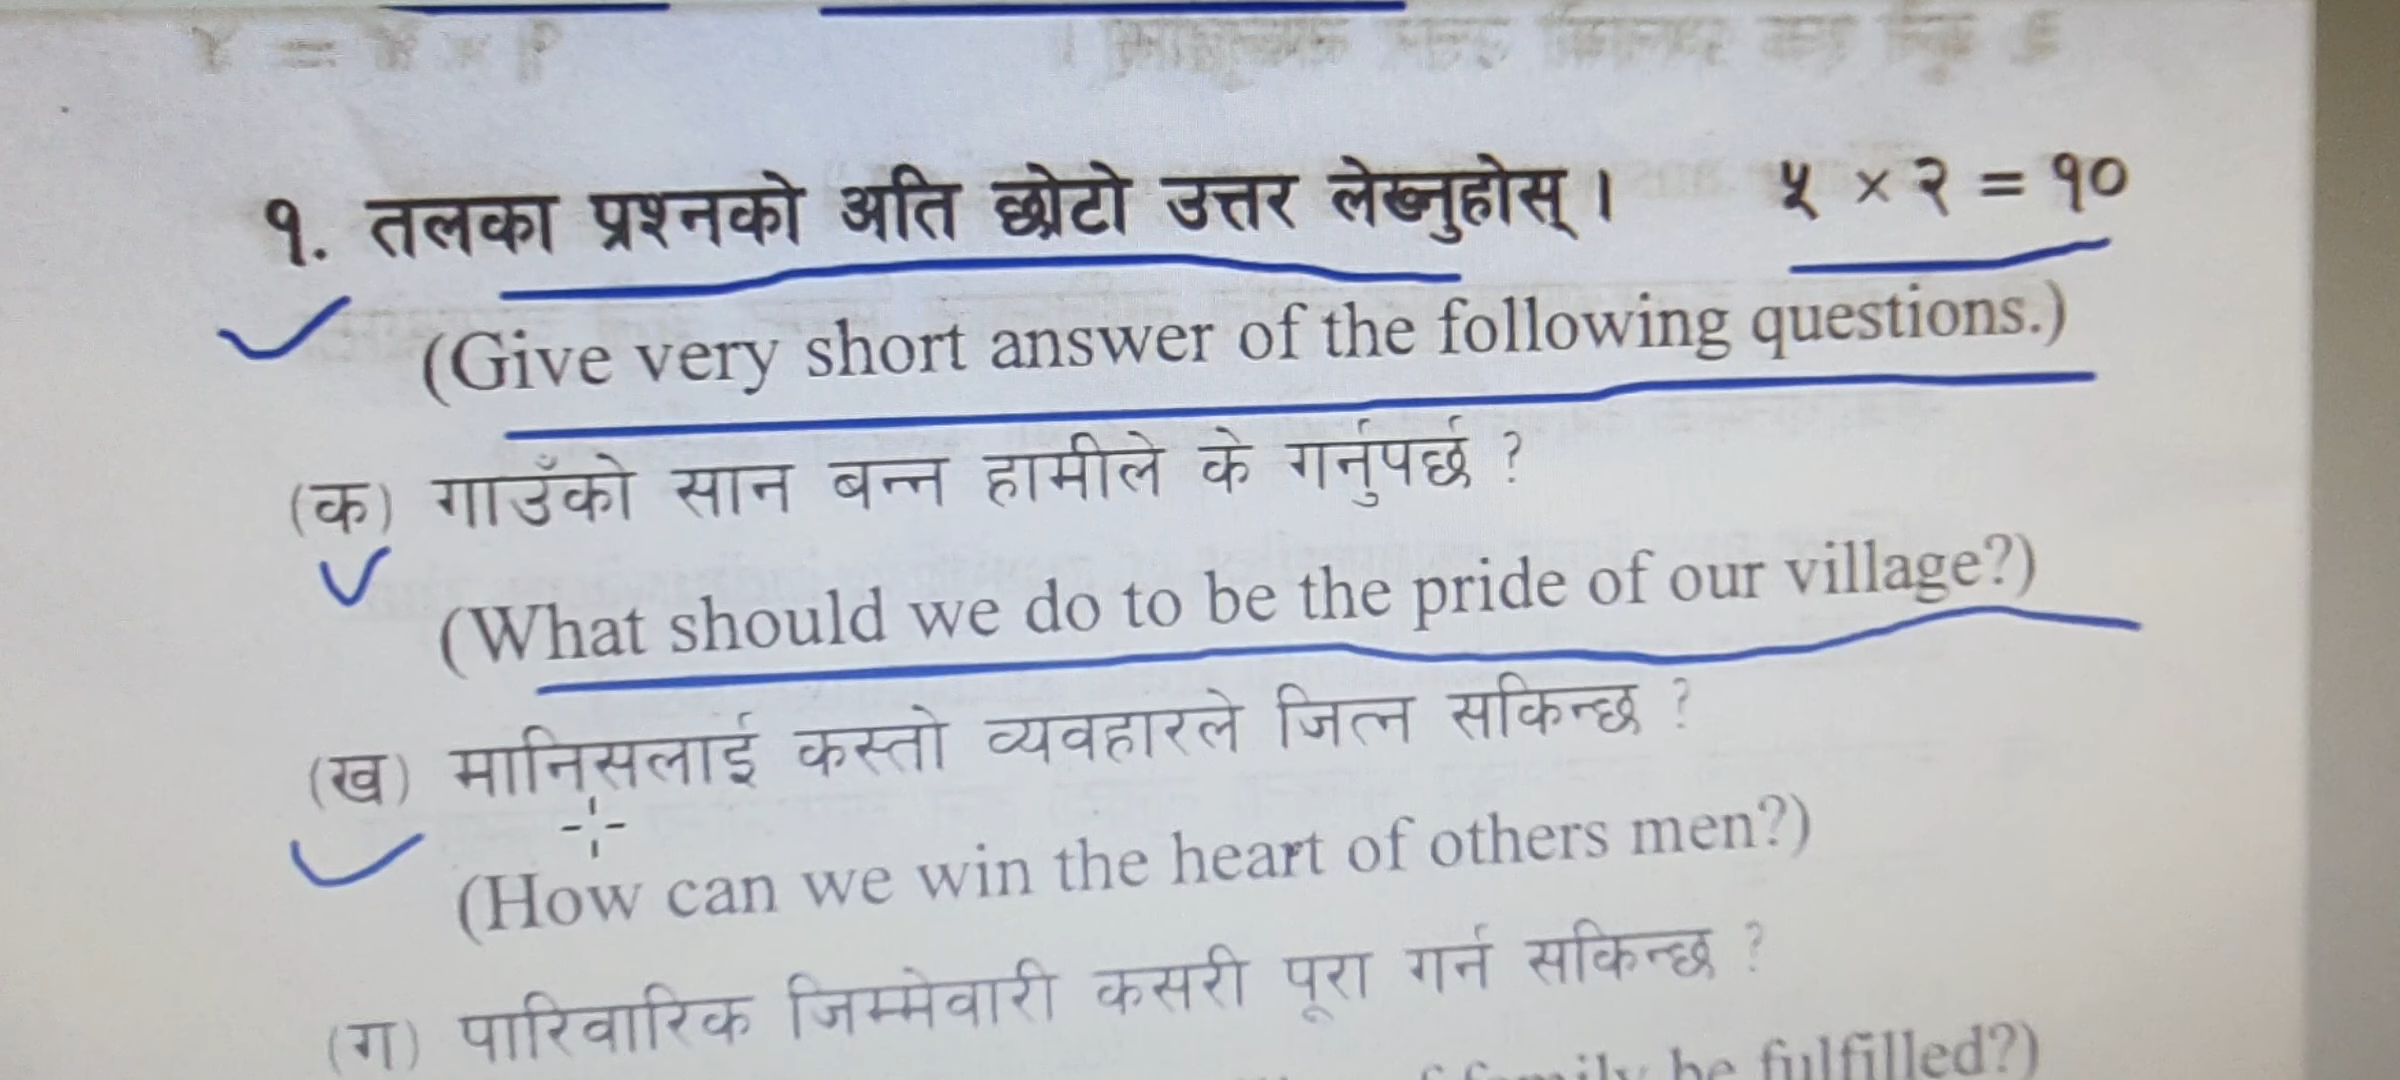 १. तलका प्रश्नको अति छोटो उत्तर लेख्नुहोस् । ५ × २ = १०
(Give very short answer of the following questions.)
(क) गाउँको सान बन्न हामीले के गर्नुपर्छ ?
(What should we do to be the pride of our village?)
(ख) मानिसलाई कस्तो व्यवहारले जित्न सकिन्छ ?
(How can we win the heart of others men?)
(ग) पारिवारिक जिम्मेवारी कसरी पूरा गर्न सकिन्छ ?
family be fulfilled?)